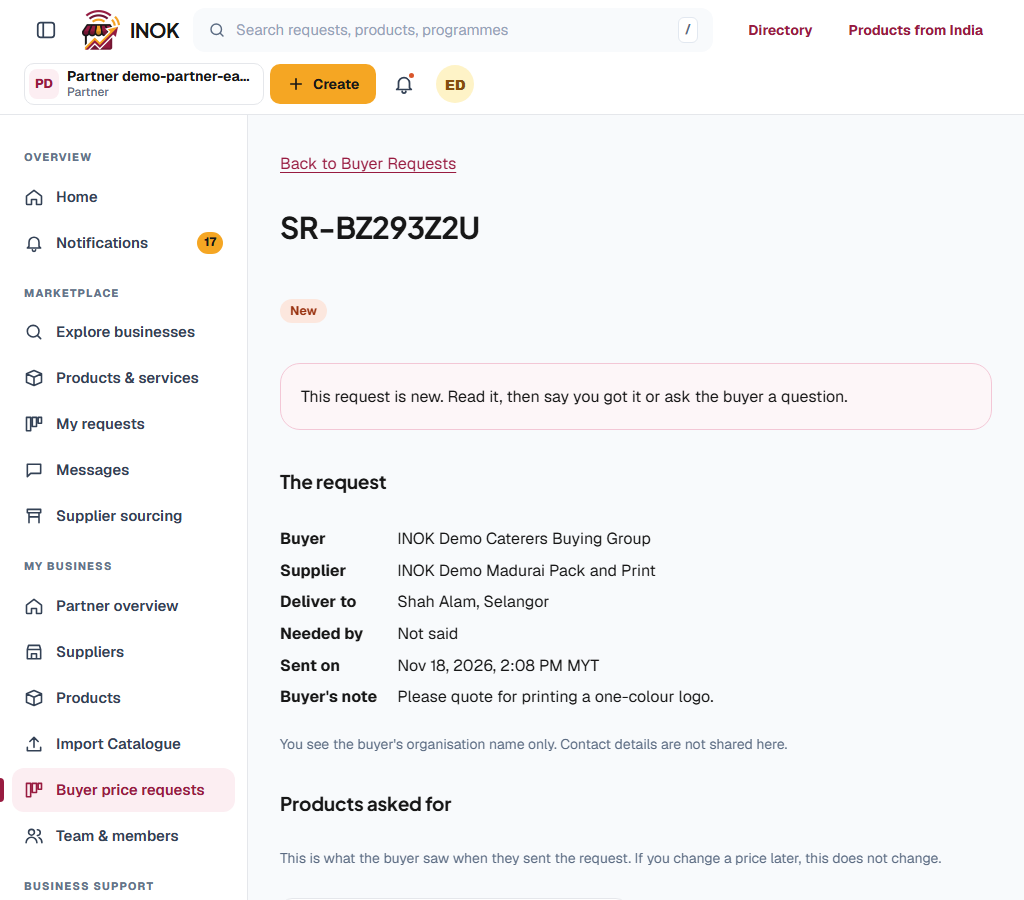 INOK
Search requests, products, programmes
/
Directory
Products from India
PD
Partner demo-partner-ea...
Partner
Create
ED
OVERVIEW
Home
Notifications
17
MARKETPLACE
Explore businesses
Products & services
My requests
Messages
Supplier sourcing
MY BUSINESS
Partner overview
Suppliers
Products
Import Catalogue
Buyer price requests
Team & members
BUSINESS SUPPORT
Back to Buyer Requests
SR-BZ293Z2U
New
This request is new. Read it, then say you got it or ask the buyer a question.
The request
Buyer INOK Demo Caterers Buying Group
Supplier INOK Demo Madurai Pack and Print
Deliver to Shah Alam, Selangor
Needed by Not said
Sent on Nov 18, 2026, 2:08 PM MYT
Buyer's note Please quote for printing a one-colour logo.
You see the buyer's organisation name only. Contact details are not shared here.
Products asked for
This is what the buyer saw when they sent the request. If you change a price later, this does not change.